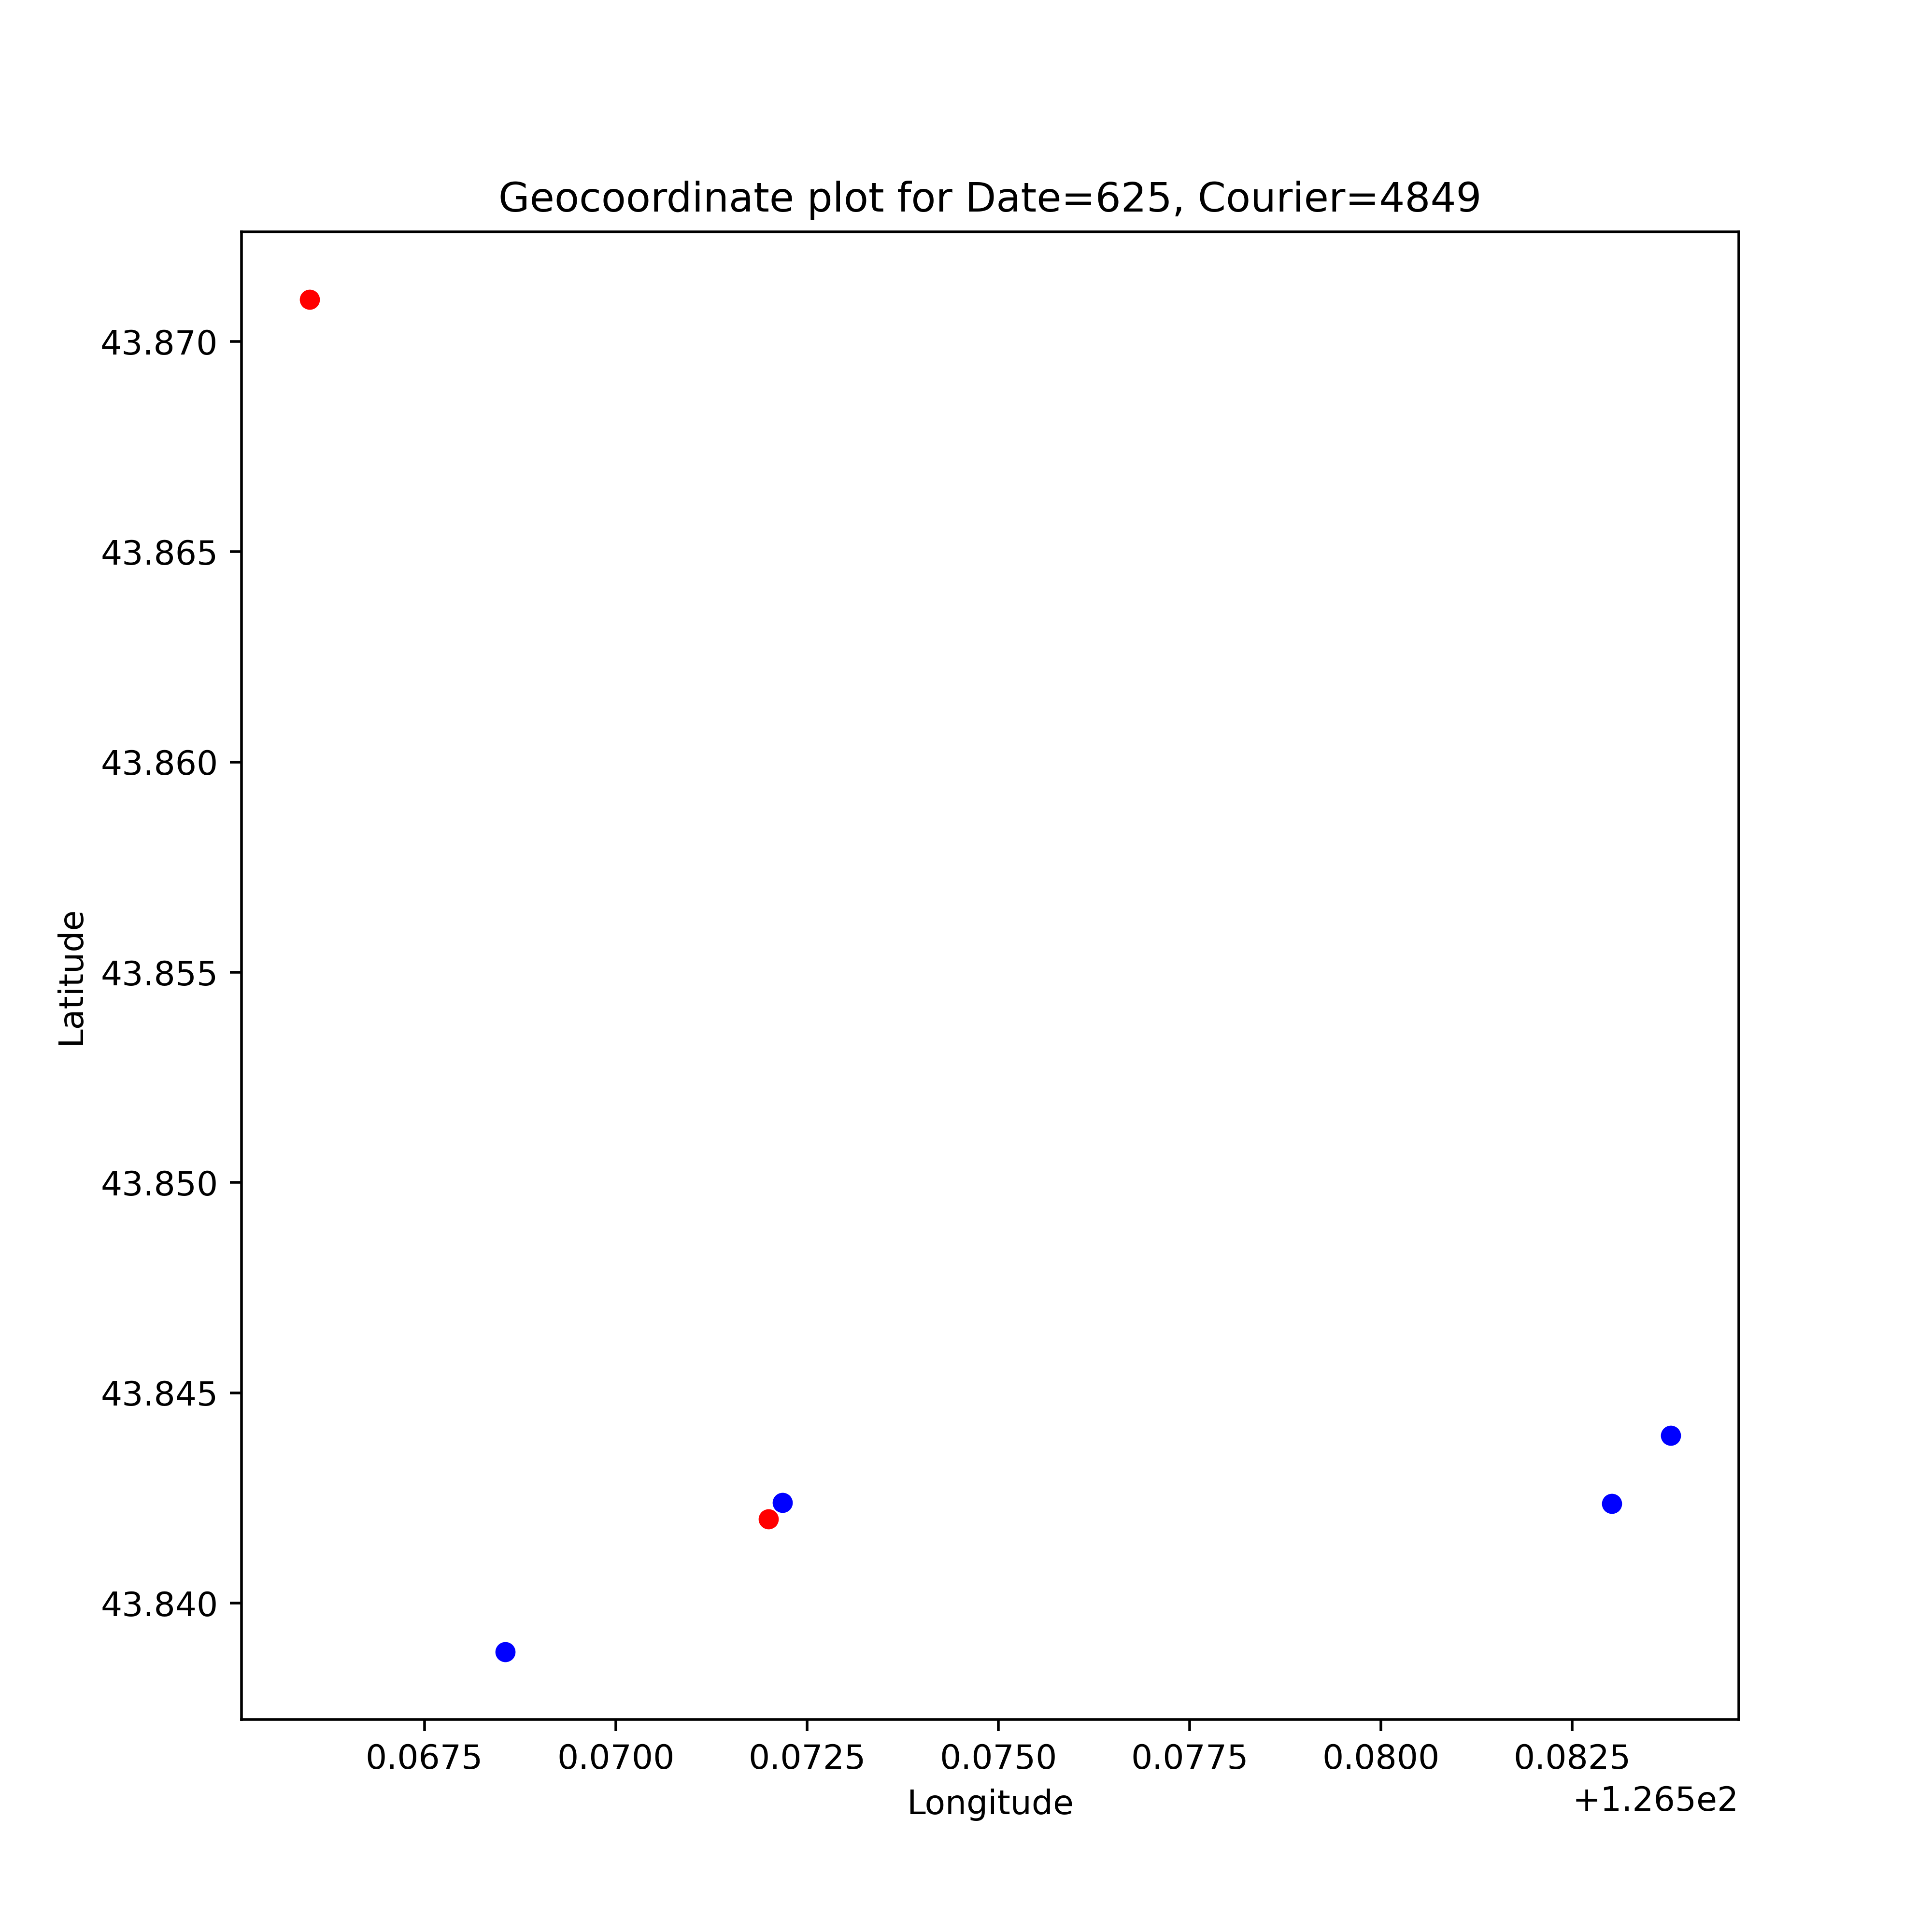 Geocoordinate plot for Date=625, Courier=4849
Latitude
43.870
43.865
43.860
43.855
43.850
43.845
43.840
0.0675 0.0700 0.0725 0.0750 0.0775 0.0800 0.0825
Longitude
+1.265e2